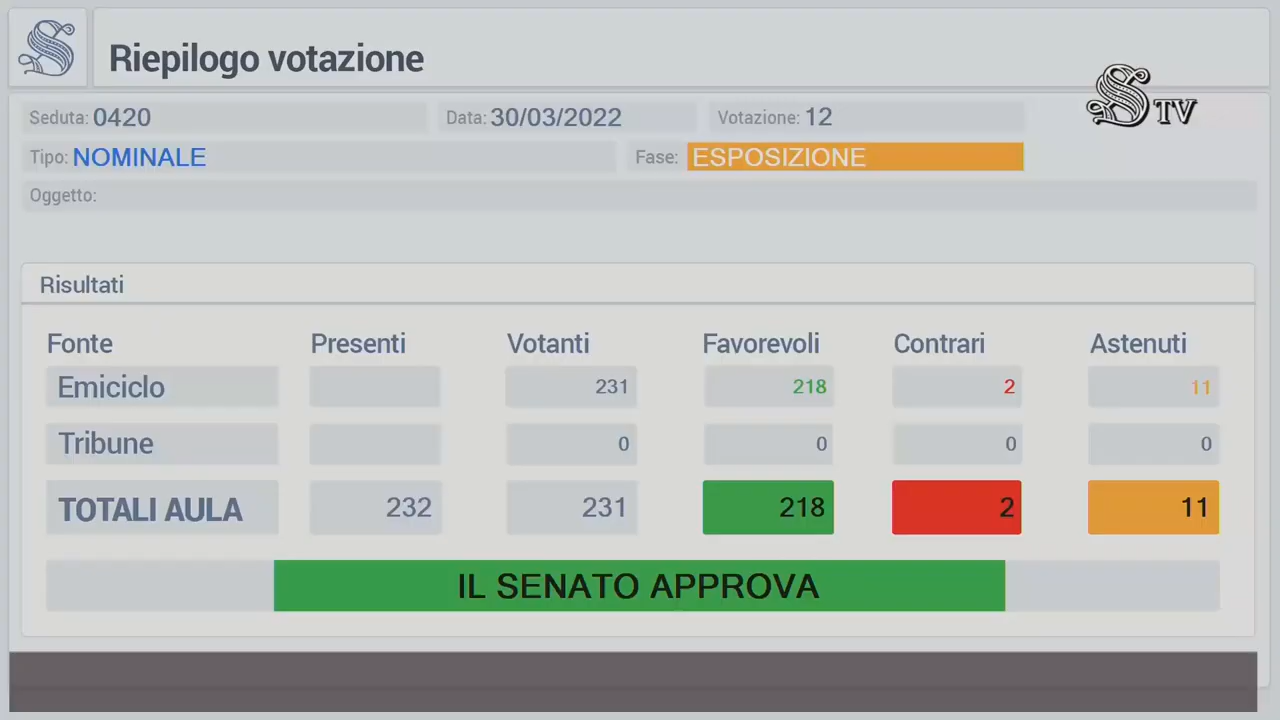 Riepilogo votazione
S TV
Seduta: 0420 Data: 30/03/2022 Votazione: 12
Tipo: NOMINALE Fase: ESPOSIZIONE
Oggetto:
Risultati
Fonte Presenti Votanti Favorevoli Contrari Astenuti
Emiciclo 231 218 2 11
Tribune 0 0 0 0
TOTALI AULA 232 231 218 2 11
IL SENATO APPROVA